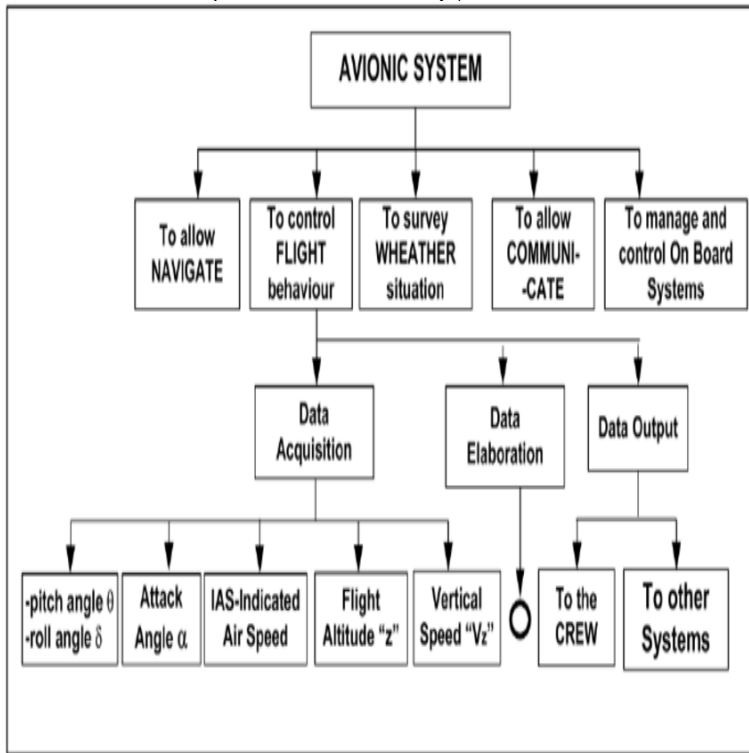 AVIONIC SYSTEM
To allow
NAVIGATE
To control
FLIGHT
behaviour
To survey
WHEATHER
situation
To allow
COMMUNI-
-CATE
To manage and
control On Board
Systems
Data
Acquisition
Data
Elaboration
Data Output
-pitch angle θ
-roll angle δ
Attack
Angle α
IAS-Indicated
Air Speed
Flight
Altitude "z"
Vertical
Speed "Vz"
To the
CREW
To other
Systems